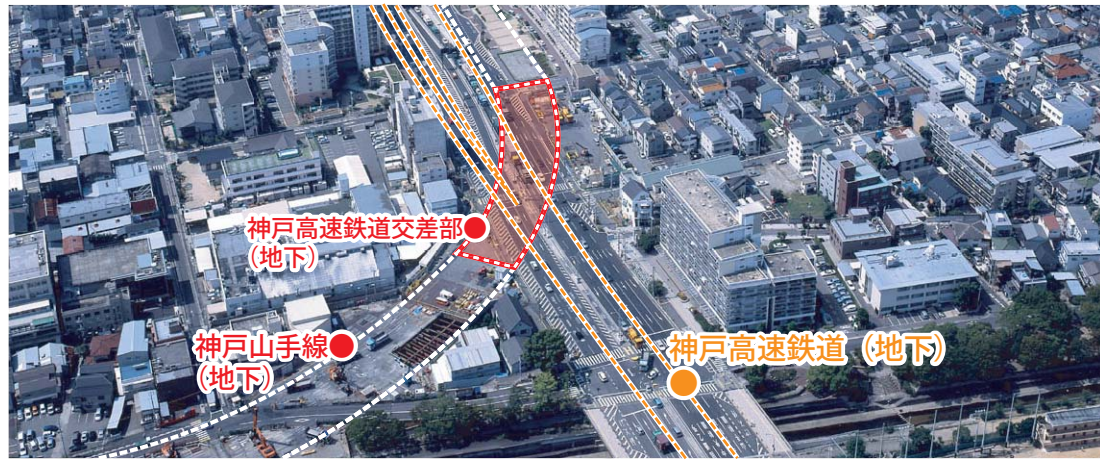 神戸高速鉄道交差部
（地下）
神戸山手線
（地下）
神戸高速鉄道（地下）